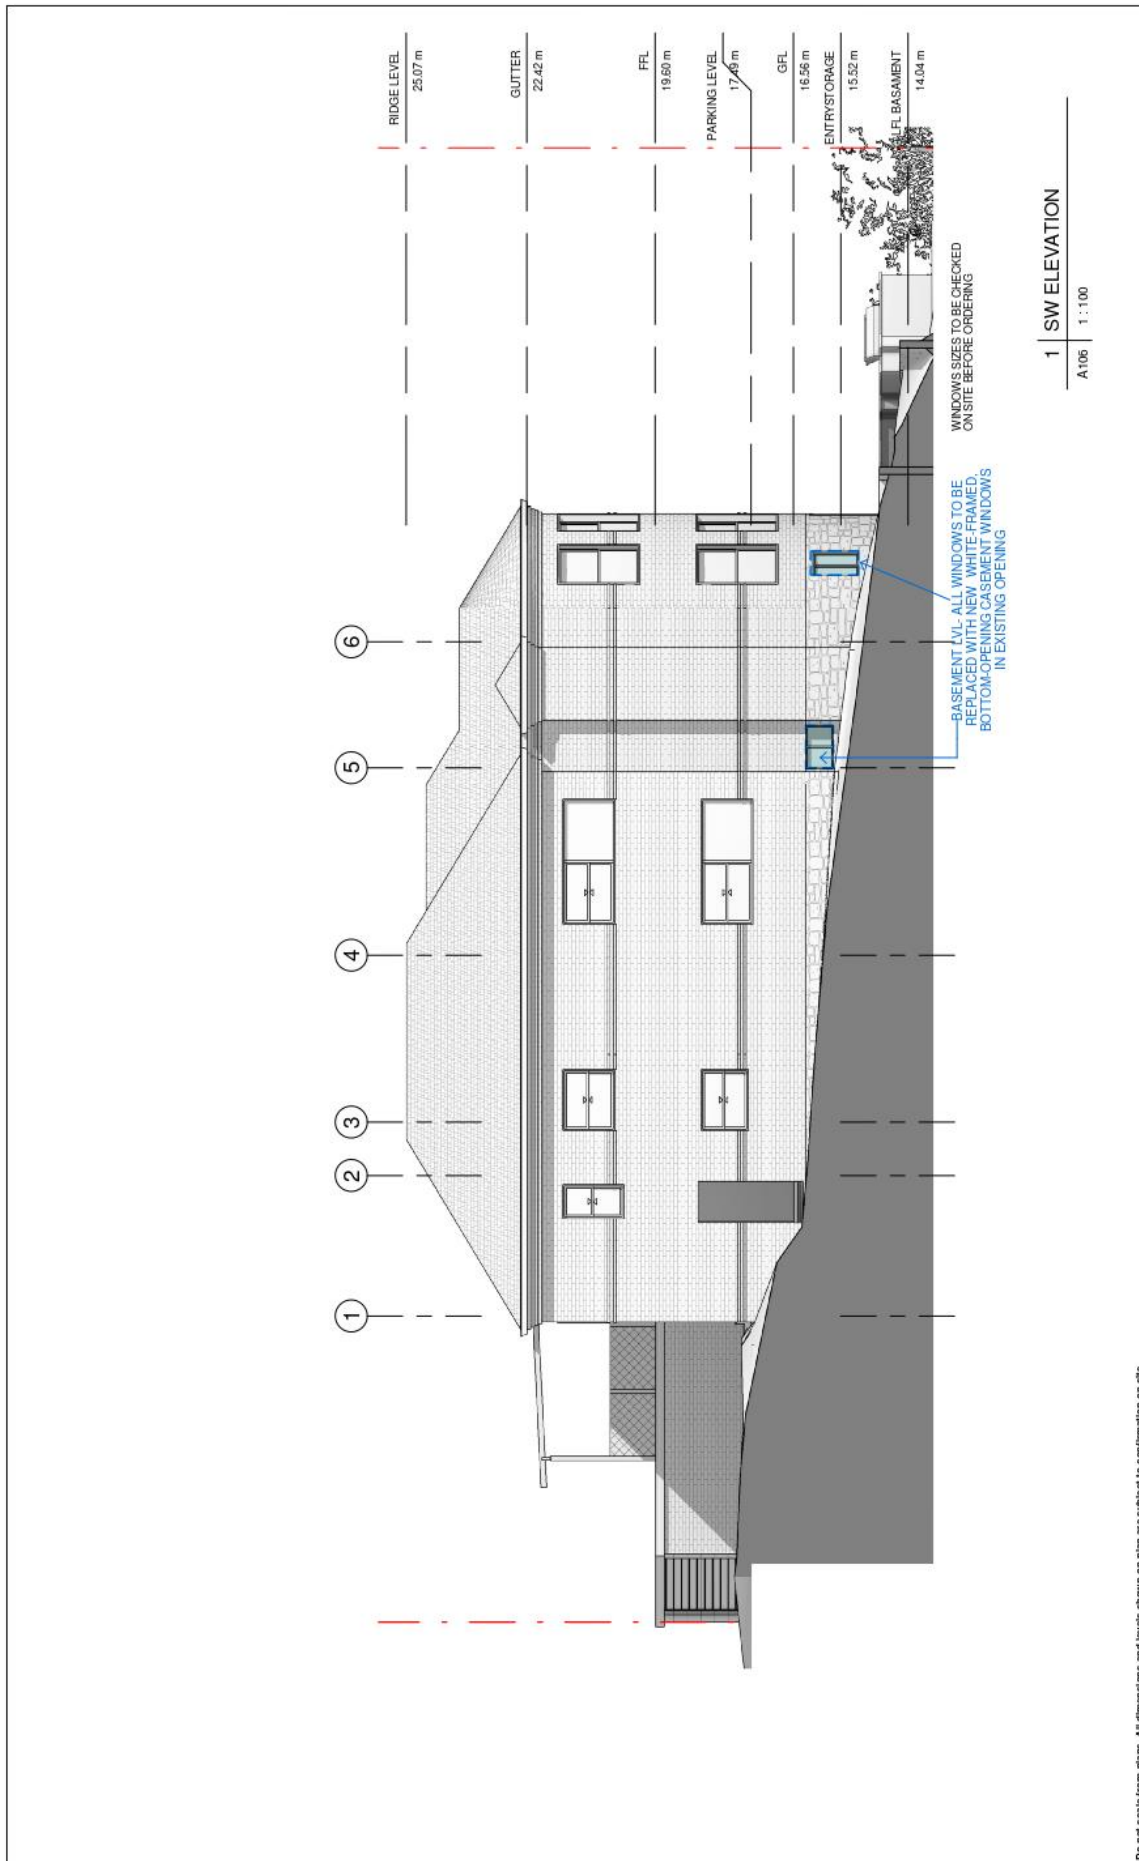 RIDGE LEVEL
25.07 m
GUTTER
22.42 m
FFL
19.60 m
PARKING LEVEL
17.49 m
GFL
16.56 m
ENTRYSTORAGE
15.52 m
LFL BASAMENT
14.04 m
1
2
3
4
5
6
BASEMENT LVL- ALL WINDOWS TO BE
REPLACED WITH NEW WHITE-FRAMED,
BOTTOM-OPENING CASEMENT WINDOWS
IN EXISTING OPENING
WINDOWS SIZES TO BE CHECKED
ON SITE BEFORE ORDERING
1 SW ELEVATION
A106 1 : 100